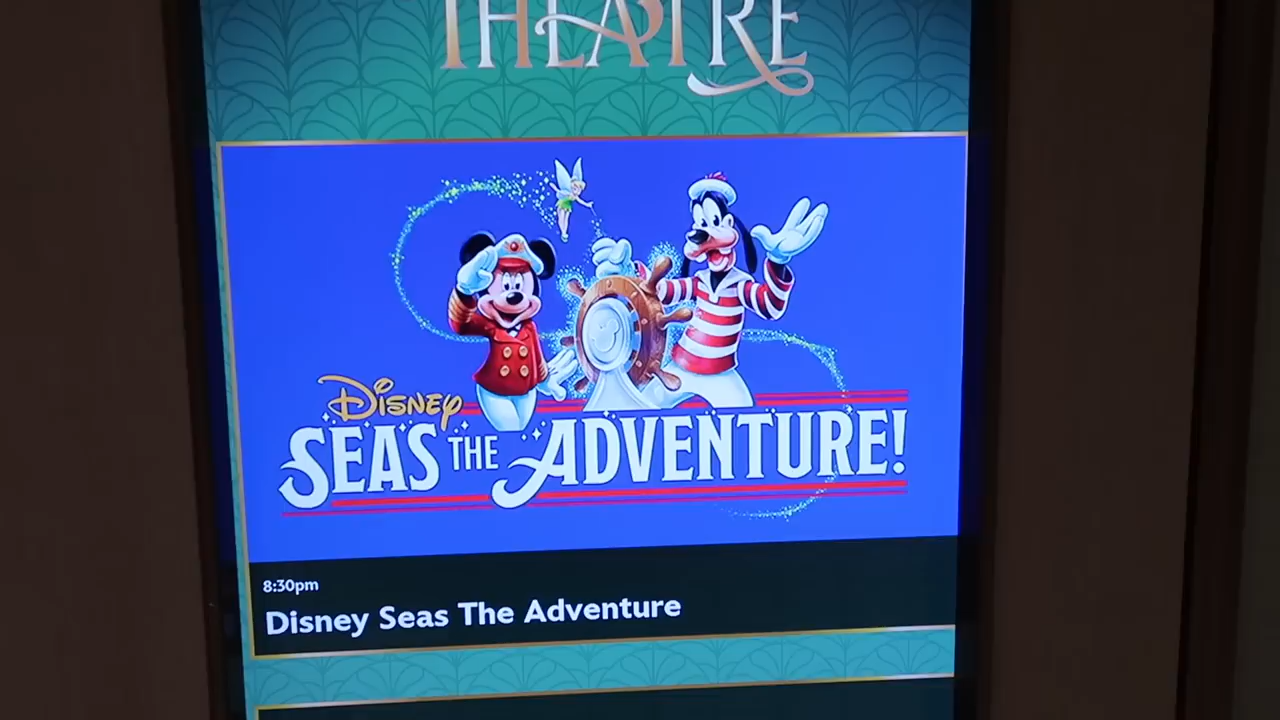 THEATRE
DISNEY
SEAS THE ADVENTURE!
8:30pm
Disney Seas The Adventure